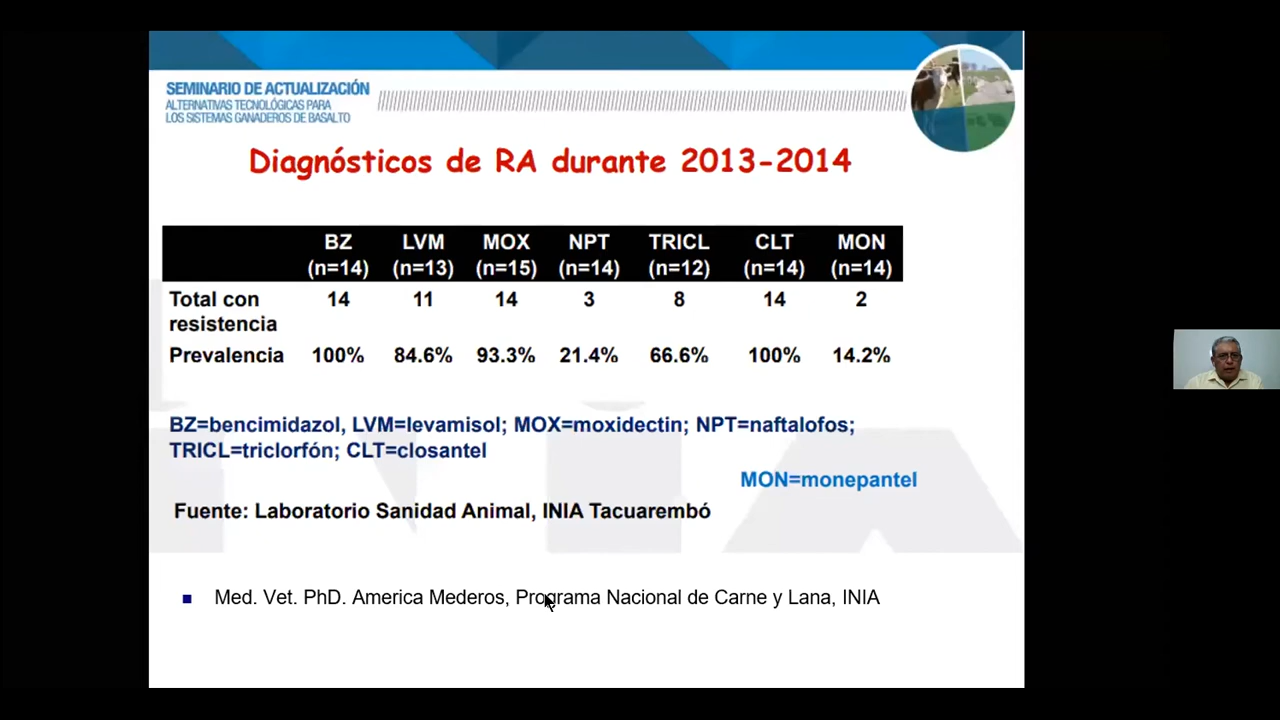 SEMINARIO DE ACTUALIZACIÓN
ALTERNATIVAS TECNOLÓGICAS PARA
LOS SISTEMAS GANADEROS DE BASALTO
Diagnósticos de RA durante 2013-2014
BZ LVM MOX NPT TRICL CLT MON
(n=14) (n=13) (n=15) (n=14) (n=12) (n=14) (n=14)
Total con 14 11 14 3 8 14 2
resistencia
Prevalencia 100% 84.6% 93.3% 21.4% 66.6% 100% 14.2%
BZ=bencimidazol, LVM=levamisol; MOX=moxidectin; NPT=naftalofos;
TRICL=triclorfón; CLT=closantel
MON=monepantel
Fuente: Laboratorio Sanidad Animal, INIA Tacuarembó
Med. Vet. PhD. America Mederos, Programa Nacional de Carne y Lana, INIA